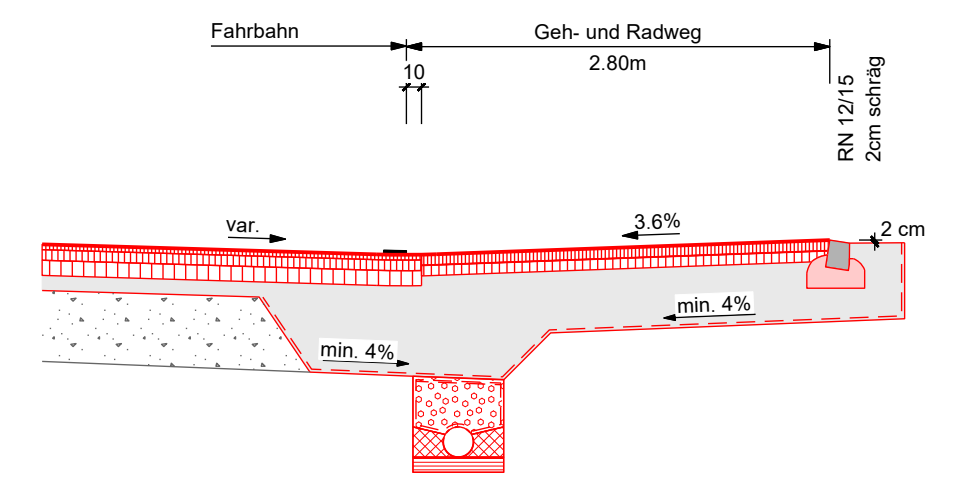 Fahrbahn
Geh- und Radweg
2.80m
10
RN 12/15
2cm schräg
var.
3.6%
2 cm
min. 4%
min. 4%